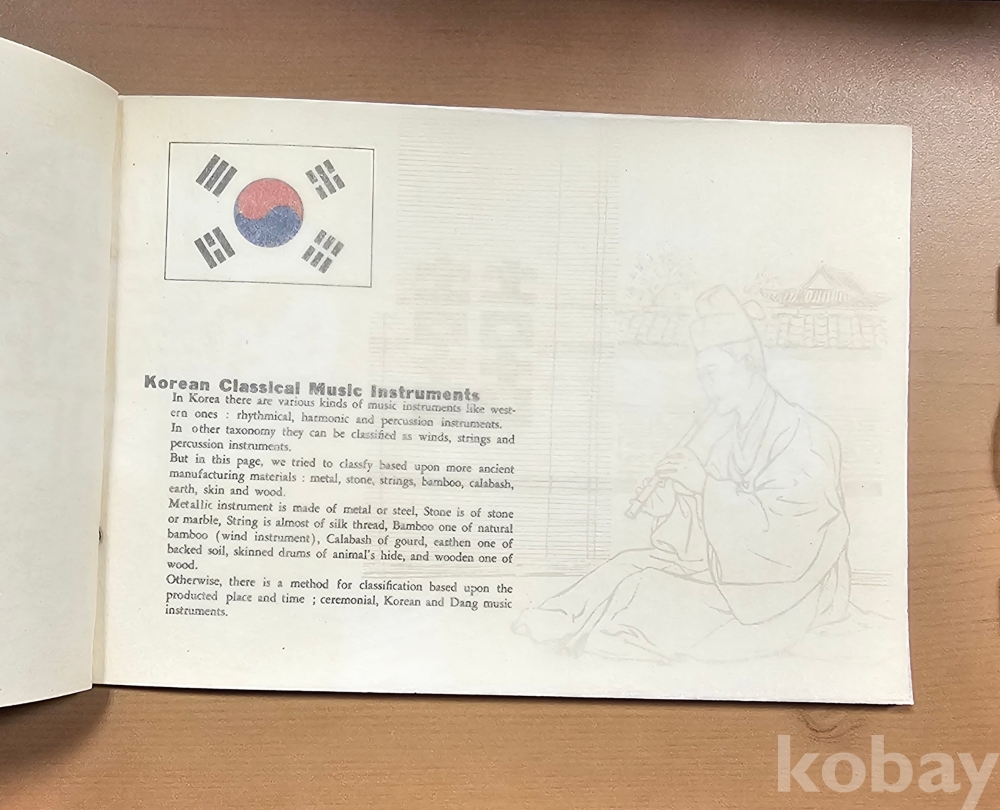 Korean Classical Music Instruments
In Korea there are various kinds of music instruments like west-
ern ones : rhythmical, harmonic and percussion instruments.
In other taxonomy they can be classified as winds, strings and
percussion instruments.
But in this page, we tried to classfy based upon more ancient
manufacturing materials : metal, stone, strings, bamboo, calabash,
earth, skin and wood.
Metallic instrument is made of metal or steel, Stone is of stone
or marble, String is almost of silk thread, Bamboo one of natural
bamboo (wind instrument), Calabash of gourd, earthen one of
backed soil, skinned drums of animal's hide, and wooden one of
wood.
Otherwise, there is a method for classification based upon the
producted place and time ; ceremonial, Korean and Dang music
instruments.
kobay